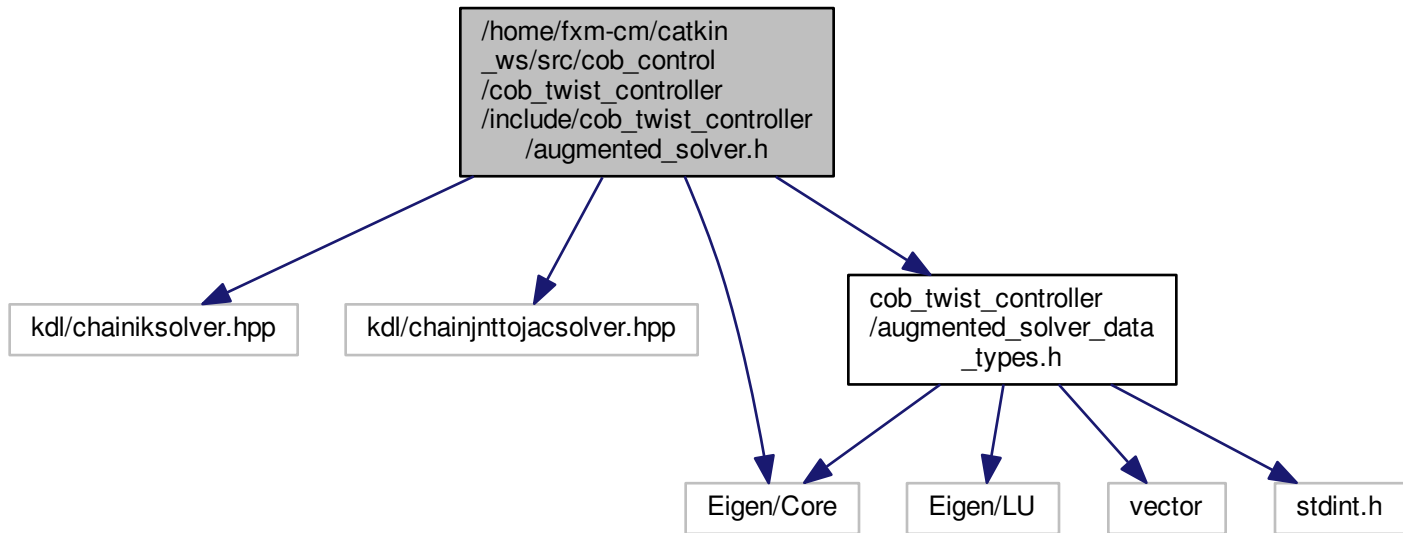 /home/fxm-cm/catkin
_ws/src/cob_control
/cob_twist_controller
/include/cob_twist_controller
/augmented_solver.h
kdl/chainiksolver.hpp
kdl/chainjnttojacsolver.hpp
cob_twist_controller
/augmented_solver_data
_types.h
Eigen/Core
Eigen/LU
vector
stdint.h